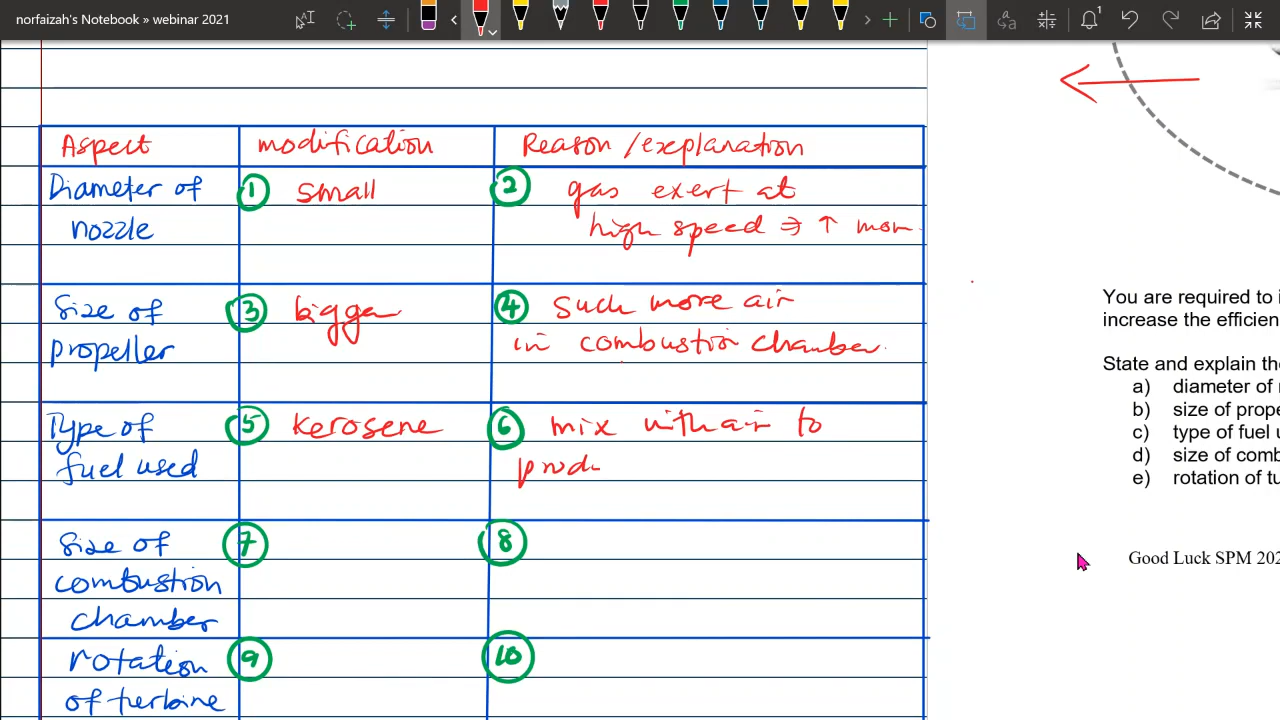 norfaizah's Notebook » webinar 2021
Aspect modification Reason/explanation
Diameter of nozzle
① small
② gas exert at
high speed ⇒ ↑ mom
Size of
propeller
③ bigger
④ Such more air
in combustion chamber.
Type of
fuel used
⑤ kerosene
⑥ mix with air to
produ
Size of
combustion
chamber
⑦
⑧
rotation
of turbine
⑨
⑩
You are required to i
increase the efficien
State and explain the
a) diameter of
b) size of prope
c) type of fuel u
d) size of comb
e) rotation of tu
Good Luck SPM 202